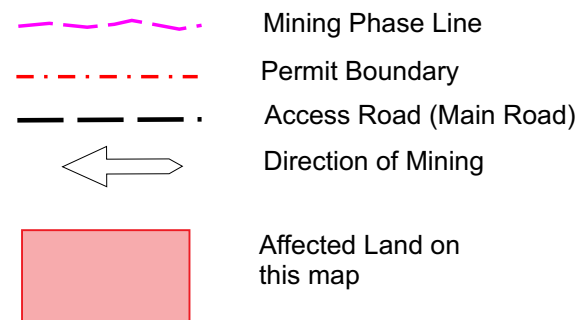 Mining Phase Line
Permit Boundary
Access Road (Main Road)
Direction of Mining
Affected Land on
this map